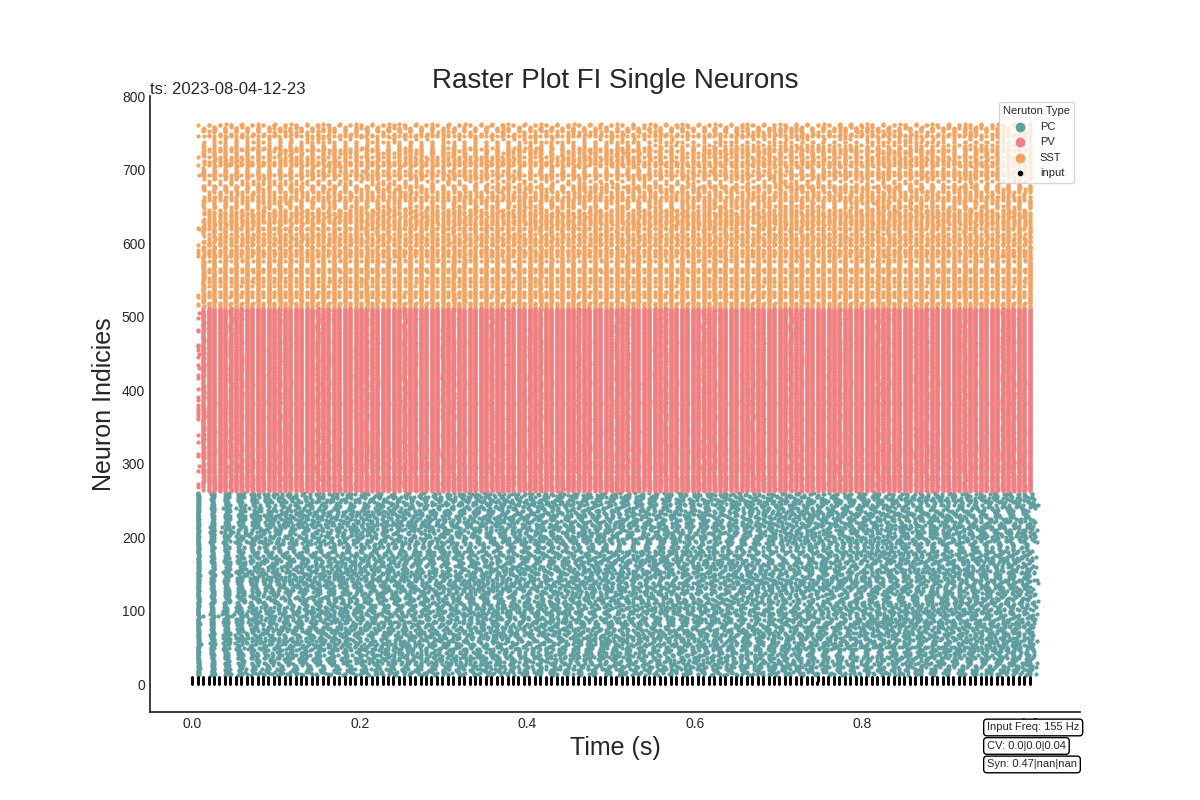 Raster Plot FI Single Neurons
ts: 2023-08-04-12-23
Neruton Type
PC
PV
SST
input
800
700
600
500
400
300
200
100
0
Neuron Indicies
0.0 0.2 0.4 0.6 0.8
Time (s)
Input Freq: 155 Hz
CV: 0.0|0.0|0.04
Syn: 0.47|nan|nan